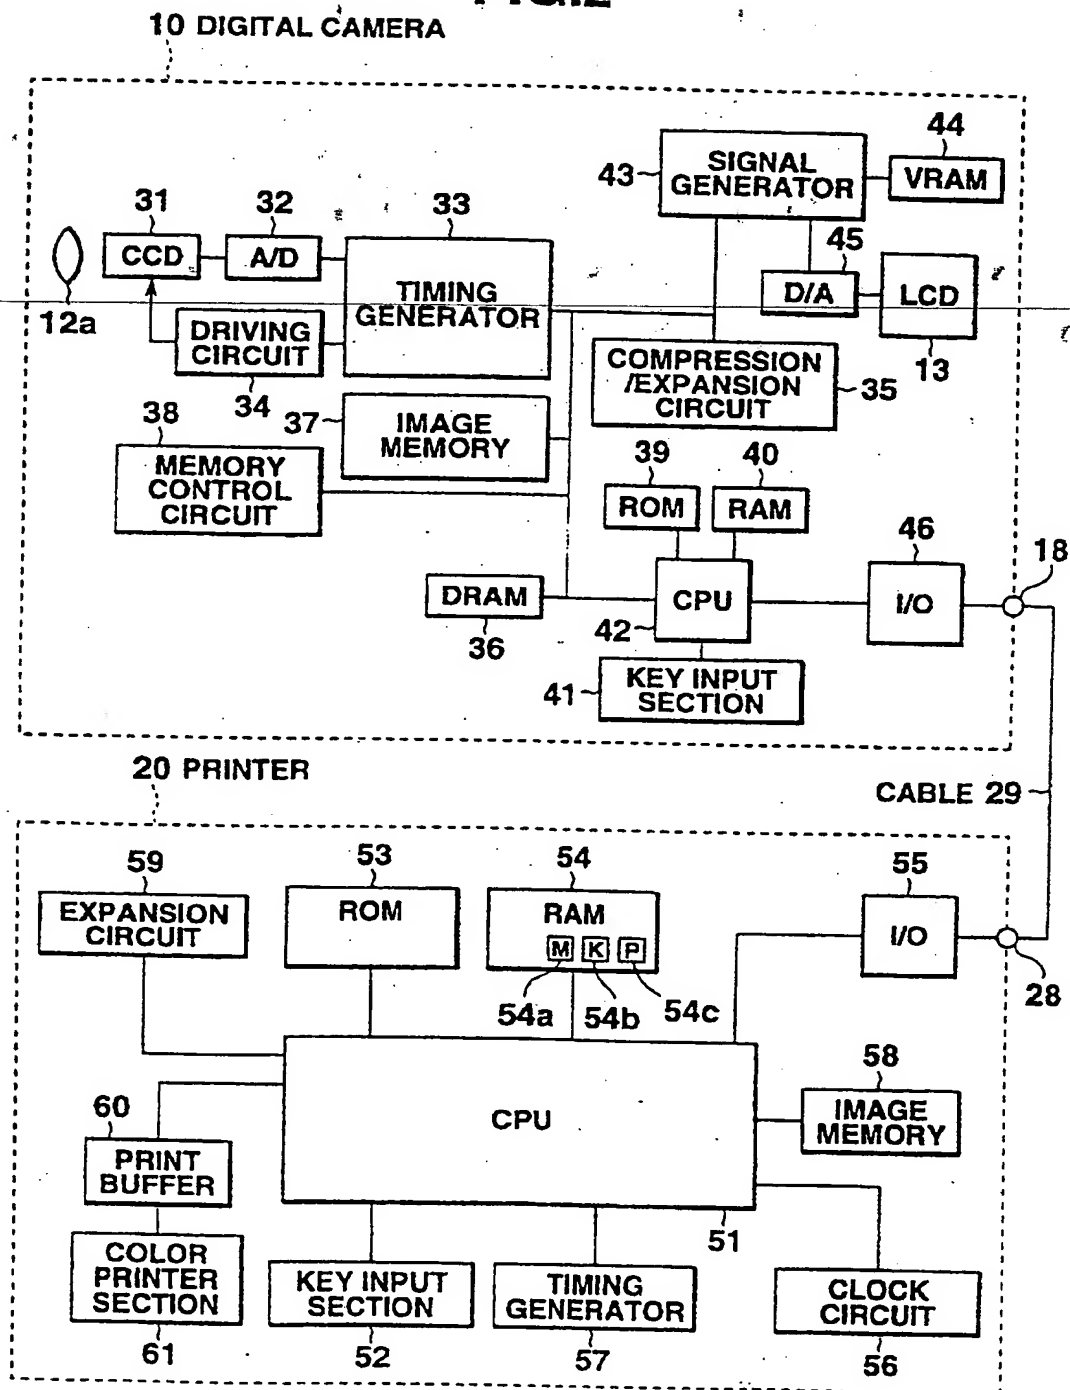 10 DIGITAL CAMERA
44
SIGNAL
GENERATOR
43
VRAM
31
32
33
45
CCD
A/D
TIMING
GENERATOR
D/A
LCD
12a
DRIVING
CIRCUIT
COMPRESSION
/EXPANSION
CIRCUIT
35
13
34
38
37
IMAGE
MEMORY
39
40
MEMORY
CONTROL
CIRCUIT
ROM
RAM
46
18
DRAM
CPU
I/O
36
42
41
KEY INPUT
SECTION
20 PRINTER
CABLE 29
59
53
54
55
EXPANSION
CIRCUIT
ROM
RAM
M K P
I/O
54a 54b 54c
28
58
CPU
IMAGE
MEMORY
60
PRINT
BUFFER
51
COLOR
PRINTER
SECTION
KEY INPUT
SECTION
TIMING
GENERATOR
CLOCK
CIRCUIT
61
52
57
56